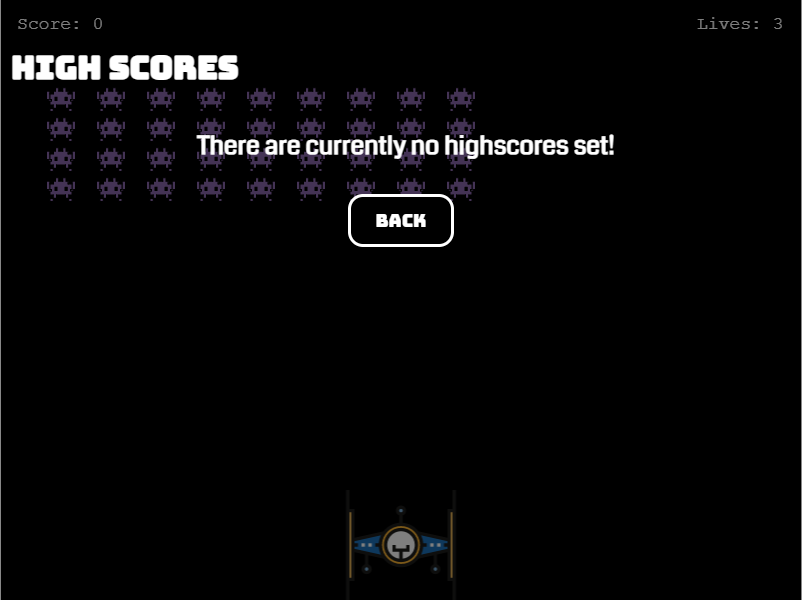 Score: 0
Lives: 3
HIGH SCORES
There are currently no highscores set!
BACK